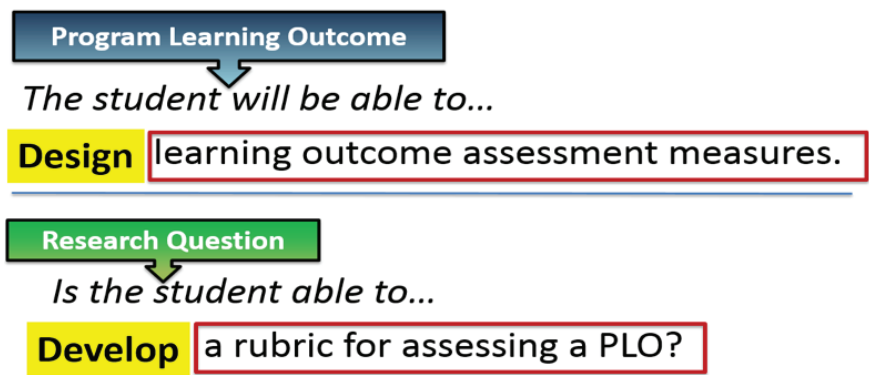 Program Learning Outcome
The student will be able to...
Design learning outcome assessment measures.
Research Question
Is the student able to...
Develop a rubric for assessing a PLO?